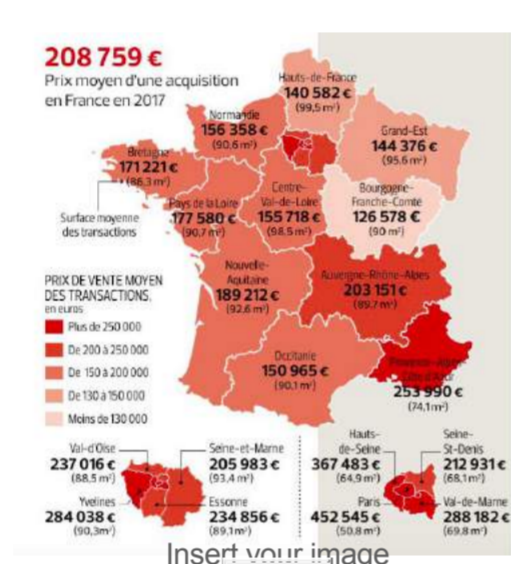 208 759 €
Prix moyen d'une acquisition
en France en 2017
Hauts-de-France
140 582 €
(99,5 m²)
Normandie
156 358 €
(90,6 m²)
Grand-Est
144 376 €
(95,6 m²)
Bretagne
171 221 €
(86,3 m²)
Surface moyenne
des transactions
Pays de la Loire
177 580 €
(90,7 m²)
Centre-
Val-de-Loire
155 718 €
(98,5 m²)
Bourgogne-
Franche-Comté
126 578 €
(90 m²)
Nouvelle-
Aquitaine
189 212 €
(92,6 m²)
Auvergne-Rhône-Alpes
203 151 €
(89,7 m²)
Occitanie
150 965 €
(90,1 m²)
Provence-Alpes-
Côte d'Azur
253 990 €
(74,1 m²)
PRIX DE VENTE MOYEN
DES TRANSACTIONS,
en euros
Plus de 250 000
De 200 à 250 000
De 150 à 200 000
De 130 à 150 000
Moins de 130 000
Val-d'Oise
237 016 €
(88,5 m²)
Seine-et-Marne
205 983 €
(93,4 m²)
Yvelines
284 038 €
(90,3m²)
Essonne
234 856 €
(89,1 m²)
Hauts-
de-Seine
367 483 €
(64,9 m²)
Seine-
St-Denis
212 931 €
(68,1 m²)
Paris
452 545 €
(50,8 m²)
Val-de-Marne
288 182 €
(69,8 m²)
Insert your image